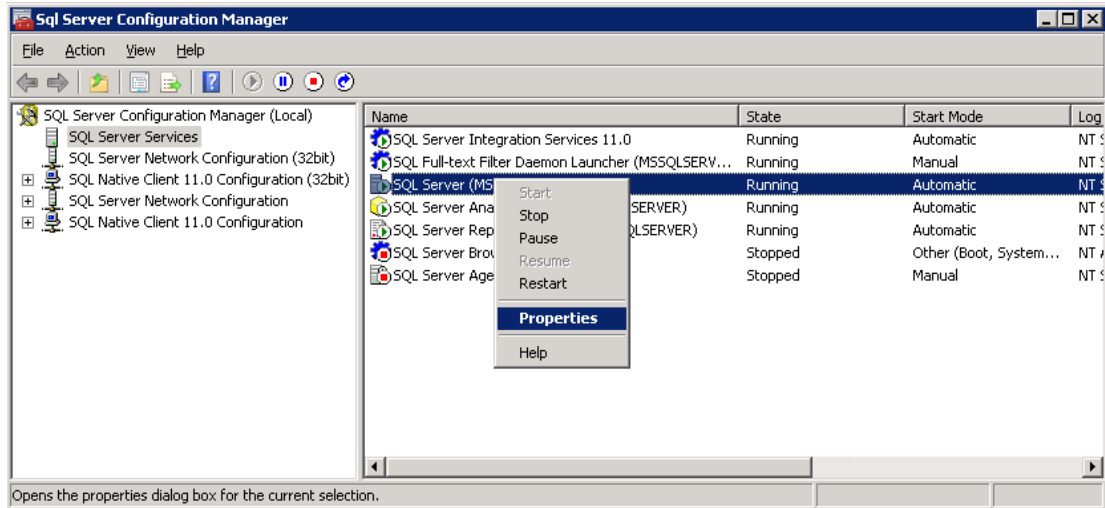 Sql Server Configuration Manager
File Action View Help
SQL Server Configuration Manager (Local)
SQL Server Services
SQL Server Network Configuration (32bit)
SQL Native Client 11.0 Configuration (32bit)
SQL Server Network Configuration
SQL Native Client 11.0 Configuration
Name State Start Mode Log
SQL Server Integration Services 11.0 Running Automatic NT S
SQL Full-text Filter Daemon Launcher (MSSQLSERV... Running Manual NT S
SQL Server (MS Running Automatic NT S
SQL Server Ana SERVER) Running Automatic NT S
SQL Server Rep QLSERVER) Running Automatic NT S
SQL Server Brow Stopped Other (Boot, System... NT A
SQL Server Age Stopped Manual NT S
Start
Stop
Pause
Resume
Restart
Properties
Help
Opens the properties dialog box for the current selection.